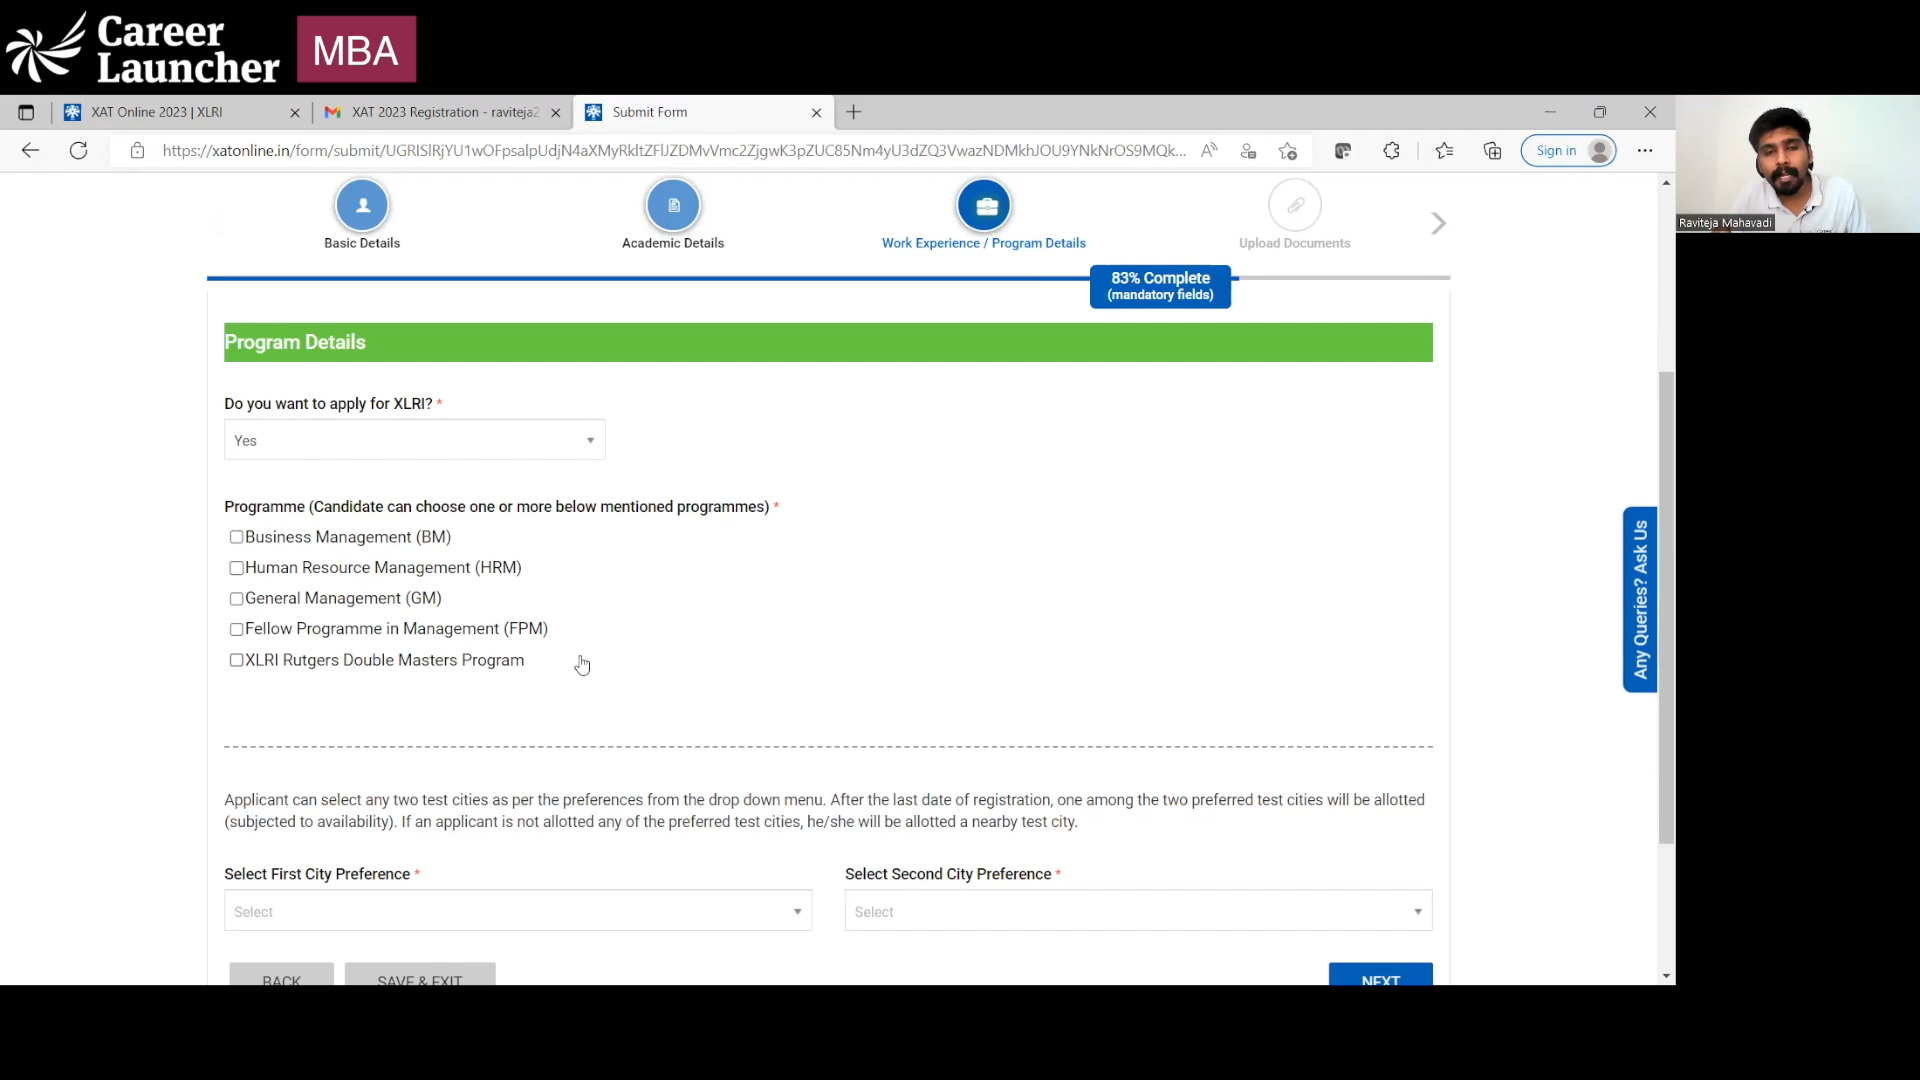 Career
Launcher
MBA
XAT Online 2023 | XLRI
XAT 2023 Registration - raviteja2
Submit Form
https://xatonline.in/form/submit/UGRISlRjYU1wOFpsalpUdjN4aXMyRkltZFlJZDMvVmc2ZjgwK3pZUC85Nm4yU3dZQ3VwazNDMkhJOU9YNkNrOS9MQk...
Sign in
Raviteja Mahavadi
Basic Details
Academic Details
Work Experience / Program Details
Upload Documents
83% Complete
(mandatory fields)
Program Details
Do you want to apply for XLRI? *
Yes
Programme (Candidate can choose one or more below mentioned programmes) *
Business Management (BM)
Human Resource Management (HRM)
General Management (GM)
Fellow Programme in Management (FPM)
XLRI Rutgers Double Masters Program
Any Queries? Ask Us
Applicant can select any two test cities as per the preferences from the drop down menu. After the last date of registration, one among the two preferred test cities will be allotted
(subjected to availability). If an applicant is not allotted any of the preferred test cities, he/she will be allotted a nearby test city.
Select First City Preference *
Select Second City Preference *
Select
Select
BACK
SAVE & EXIT
NEXT